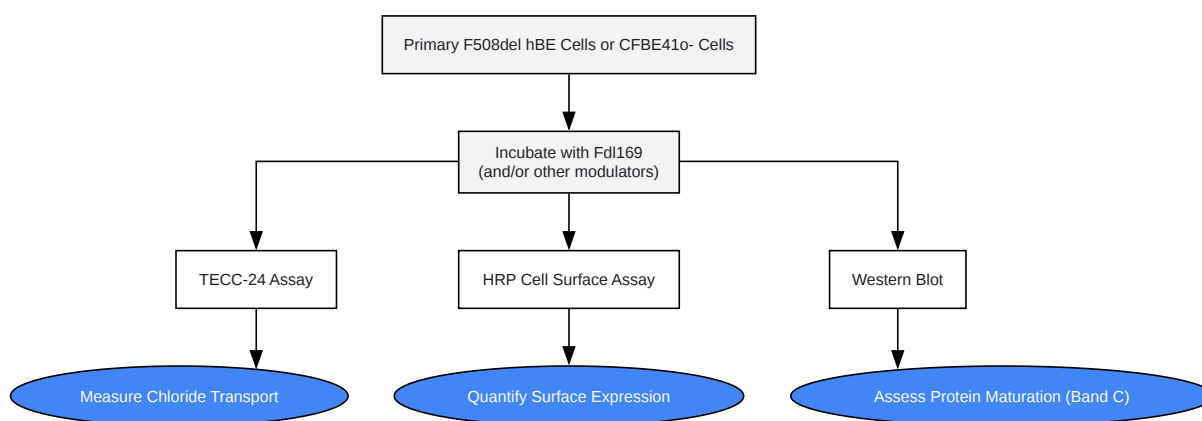 Primary F508del hBE Cells or CFBE41o- Cells
Incubate with Fdl169
(and/or other modulators)
TECC-24 Assay
HRP Cell Surface Assay
Western Blot
Measure Chloride Transport
Quantify Surface Expression
Assess Protein Maturation (Band C)